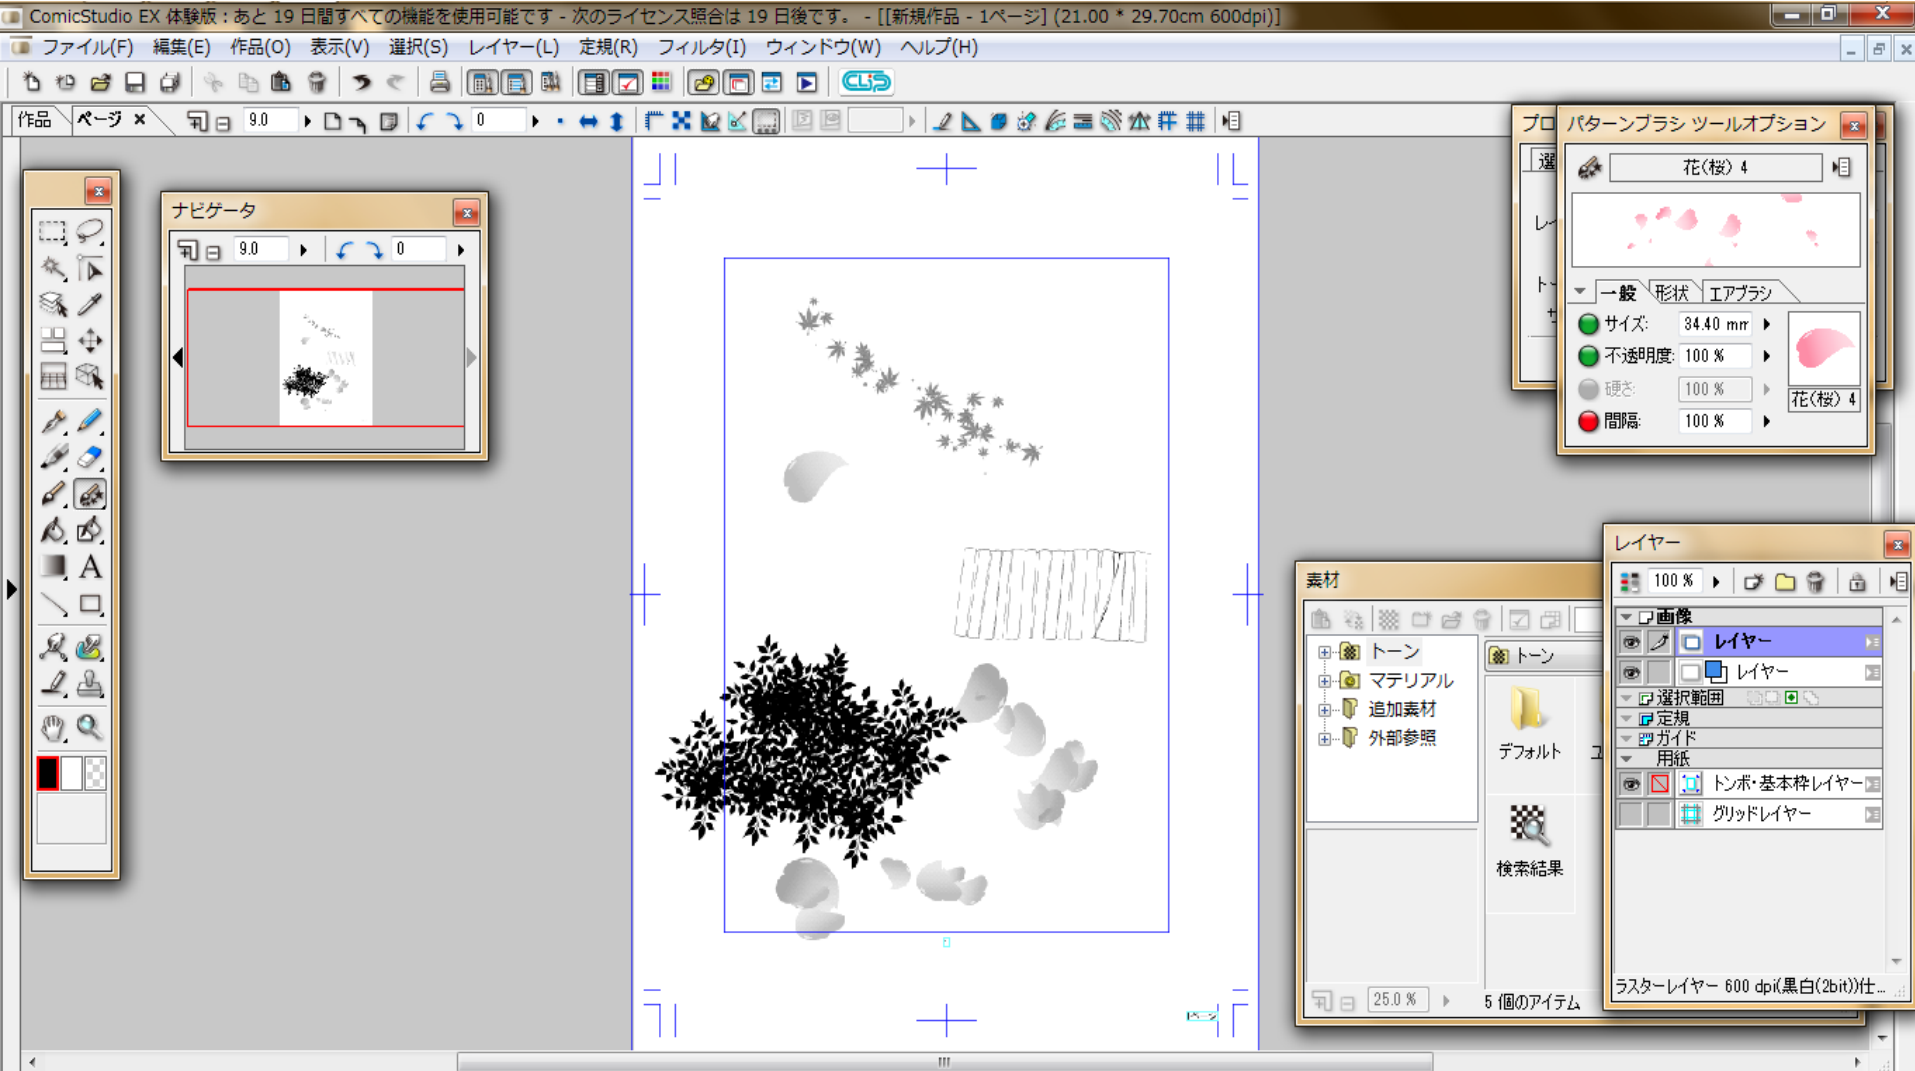 ComicStudio EX 体験版：あと 19 日間すべての機能を使用可能です - 次のライセンス照合は 19 日後です。 - [[新規作品 - 1ページ] (21.00 * 29.70cm 600dpi)]
ファイル(F) 編集(E) 作品(O) 表示(V) 選択(S) レイヤー(L) 定規(R) フィルタ(I) ウィンドウ(W) ヘルプ(H)
CLIP
作品 ページ 9.0 0
ナビゲータ
9.0 0
A
プロ
選
レ
ト
パターンブラシ ツールオプション
花(桜) 4
一般 形状 エアブラシ
サイズ: 34.40 mm
不透明度: 100 %
硬さ: 100 %
間隔: 100 %
花(桜) 4
素材
トーン
マテリアル
追加素材
外部参照
トーン
デフォルト
検索結果
25.0 %
5 個のアイテム
レイヤー
100 %
画像
レイヤー
レイヤー
選択範囲
定規
ガイド
用紙
トンボ・基本枠レイヤー
グリッドレイヤー
ラスターレイヤー 600 dpi(黒白(2bit))仕...